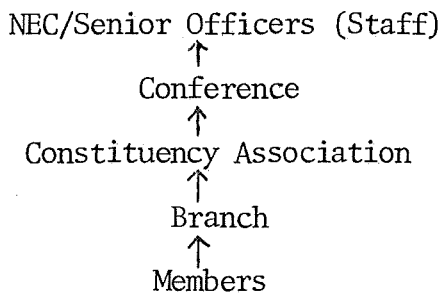 NEC/Senior Officers (Staff)
Conference
Constituency Association
Branch
Members